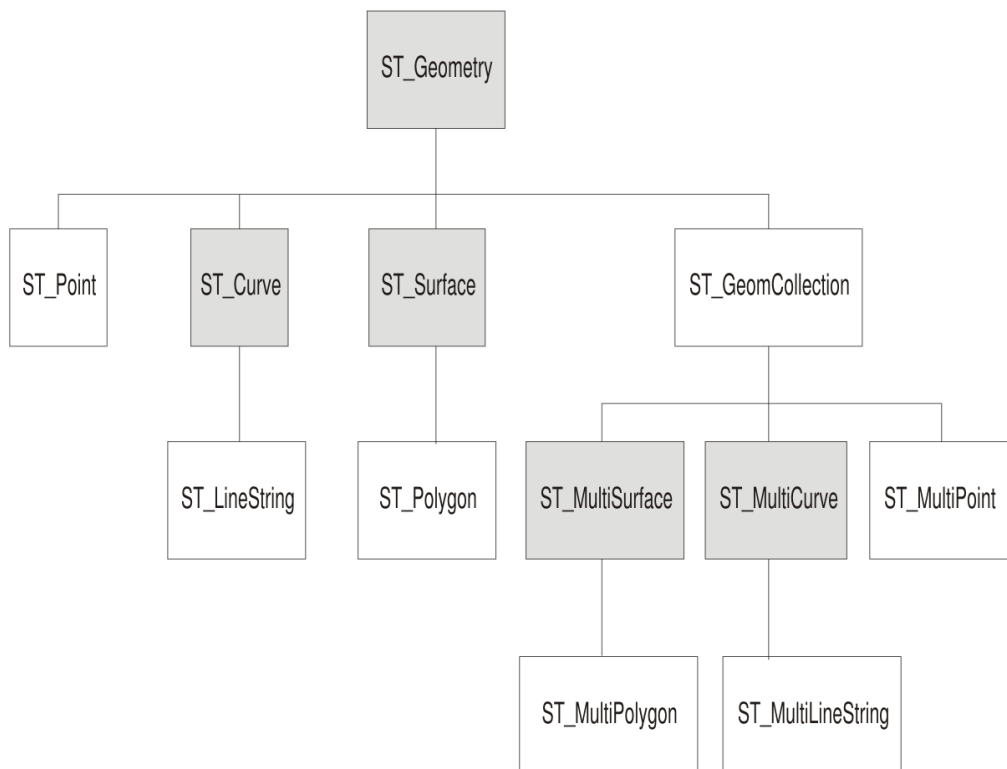 ST_Geometry
ST_Point
ST_Curve
ST_Surface
ST_GeomCollection
ST_LineString
ST_Polygon
ST_MultiSurface
ST_MultiCurve
ST_MultiPoint
ST_MultiPolygon
ST_MultiLineString